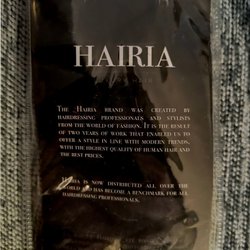 HAIRIA
The Hairia brand was created by
hairdressing professionals and stylists
from the world of fashion. It is the result
of two years of work that enabled us to
offer a style in line with modern trends,
with the highest quality of human hair and
the best prices.
Hairia is now distributed all over the
world and has become a benchmark for all
hairdressing professionals.